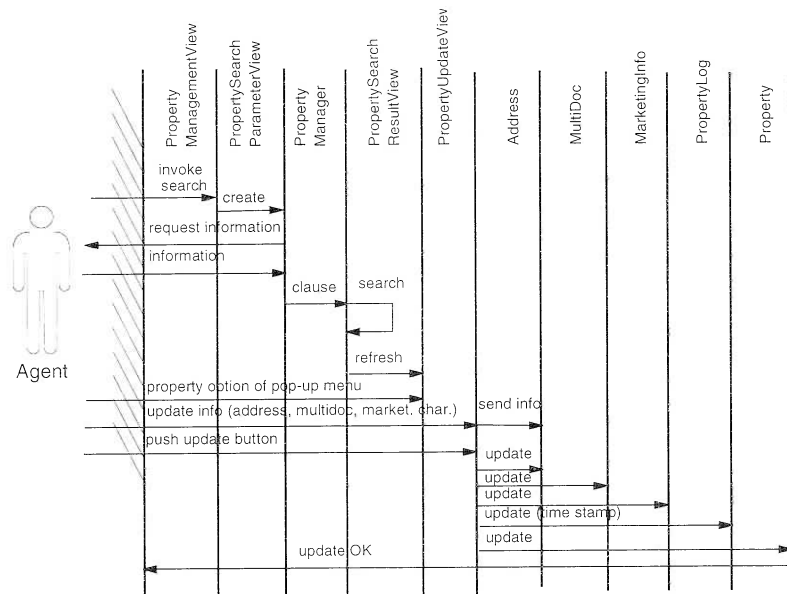 Property
ManagementView
PropertySearch
ParameterView
Property
Manager
PropertySearch
ResultView
PropertyUpdateView
Address
MultiDoc
MarketingInfo
PropertyLog
Property
invoke
search
create
request information
information
clause
search
refresh
Agent
property option of pop-up menu
update info (address, multidoc, market. char.)
send info
push update button
update
update
update
update (time stamp)
update
update OK